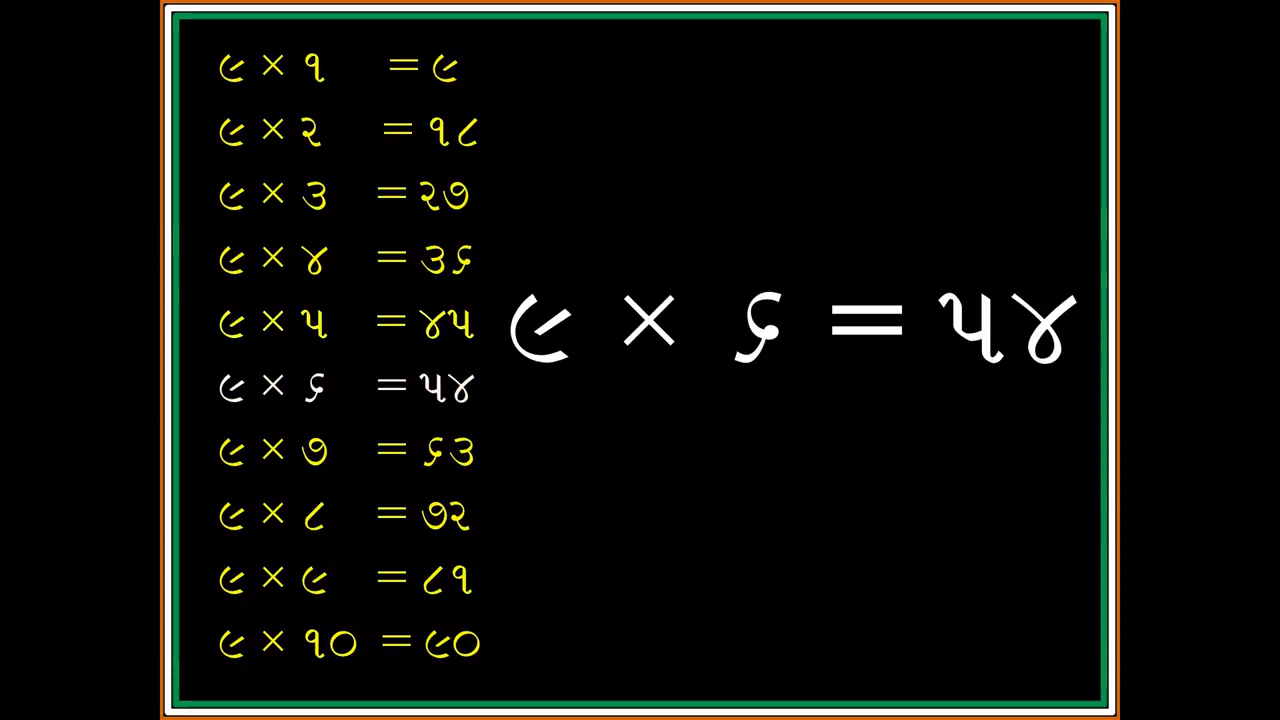 ૯ × ૧ = ૯
૯ × ૨ = ૧૮
૯ × ૩ = ૨૭
૯ × ૪ = ૩૬
૯ × ૫ = ૪૫
૯ × ૬ = ૫૪
૯ × ૭ = ૬૩
૯ × ૮ = ૭૨
૯ × ૯ = ૮૧
૯ × ૧૦ = ૯૦
૯ × ૬ = ૫૪